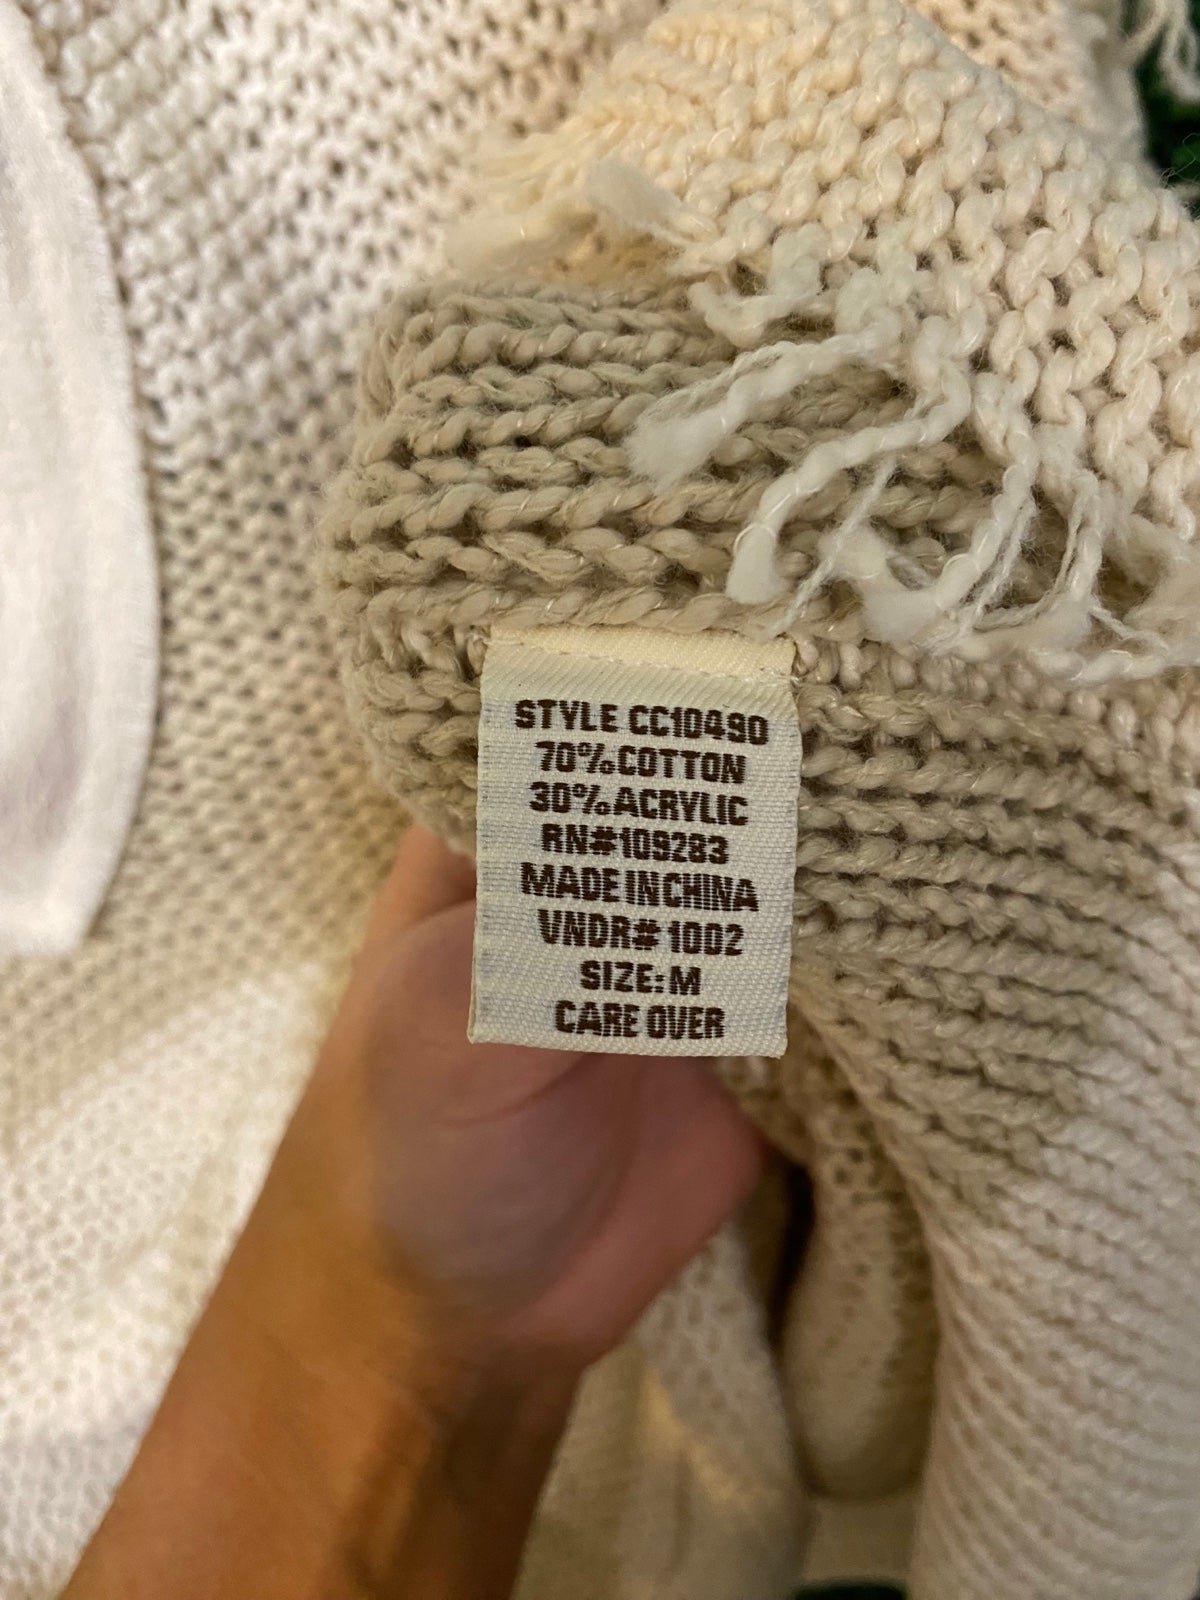 STYLE CC10490
70% COTTON
30% ACRYLIC
RN#109283
MADE IN CHINA
VNDR# 1002
SIZE: M
CARE OVER